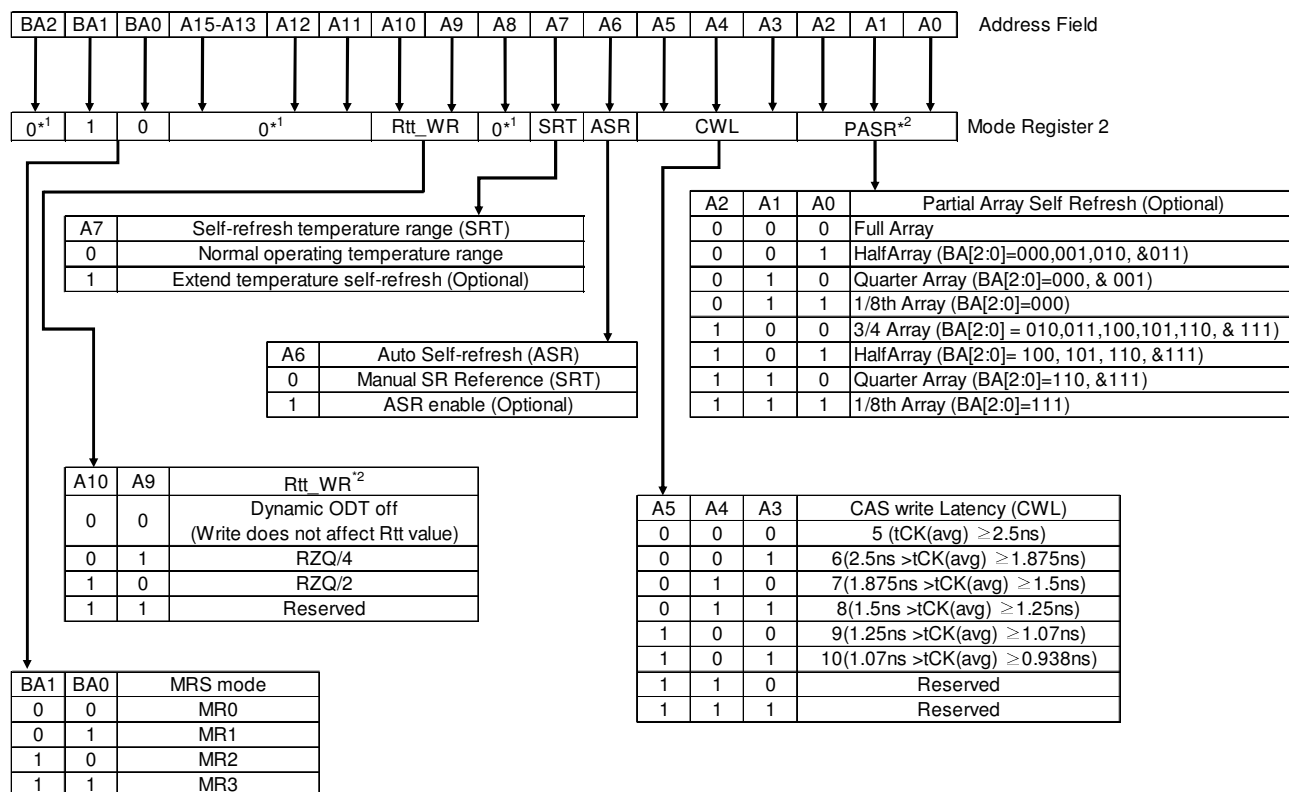 BA2 BA1 BA0 A15-A13 A12 A11 A10 A9 A8 A7 A6 A5 A4 A3 A2 A1 A0 Address Field
0*1 1 0 0*1 Rtt_WR 0*1 SRT ASR CWL PASR*2 Mode Register 2
A7 Self-refresh temperature range (SRT)
0 Normal operating temperature range
1 Extend temperature self-refresh (Optional)
A2 A1 A0 Partial Array Self Refresh (Optional)
0 0 0 Full Array
0 0 1 HalfArray (BA[2:0]=000,001,010, &011)
0 1 0 Quarter Array (BA[2:0]=000, & 001)
0 1 1 1/8th Array (BA[2:0]=000)
1 0 0 3/4 Array (BA[2:0] = 010,011,100,101,110, & 111)
1 0 1 HalfArray (BA[2:0]= 100, 101, 110, &111)
1 1 0 Quarter Array (BA[2:0]=110, &111)
1 1 1 1/8th Array (BA[2:0]=111)
A6 Auto Self-refresh (ASR)
0 Manual SR Reference (SRT)
1 ASR enable (Optional)
A10 A9 Rtt_WR*2
0 0 Dynamic ODT off
(Write does not affect Rtt value)
0 1 RZQ/4
1 0 RZQ/2
1 1 Reserved
A5 A4 A3 CAS write Latency (CWL)
0 0 0 5 (tCK(avg) ≥2.5ns)
0 0 1 6(2.5ns >tCK(avg) ≥1.875ns)
0 1 0 7(1.875ns >tCK(avg) ≥1.5ns)
0 1 1 8(1.5ns >tCK(avg) ≥1.25ns)
1 0 0 9(1.25ns >tCK(avg) ≥1.07ns)
1 0 1 10(1.07ns >tCK(avg) ≥0.938ns)
1 1 0 Reserved
1 1 1 Reserved
BA1 BA0 MRS mode
0 0 MR0
0 1 MR1
1 0 MR2
1 1 MR3